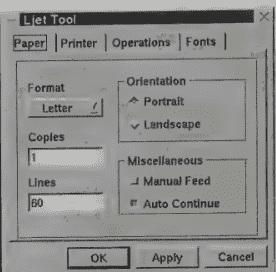 Ljet Tool
Paper Printer Operations Fonts
Format
Letter
Copies
1
Lines
60
Orientation
Portrait
Landscape
Miscellaneous
Manual Feed
Auto Continue
OK Apply Cancel